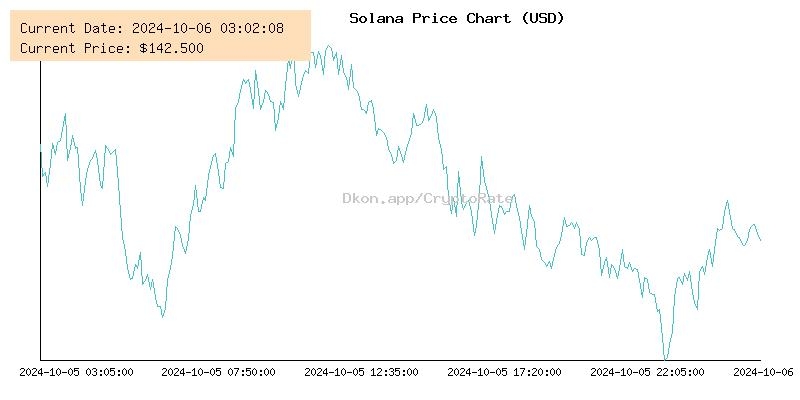 Solana Price Chart (USD)
Current Date: 2024-10-06 03:02:08
Current Price: $142.500
Dkon.app/CryptoRate
2024-10-05 03:05:00 2024-10-05 07:50:00 2024-10-05 12:35:00 2024-10-05 17:20:00 2024-10-05 22:05:00 2024-10-06